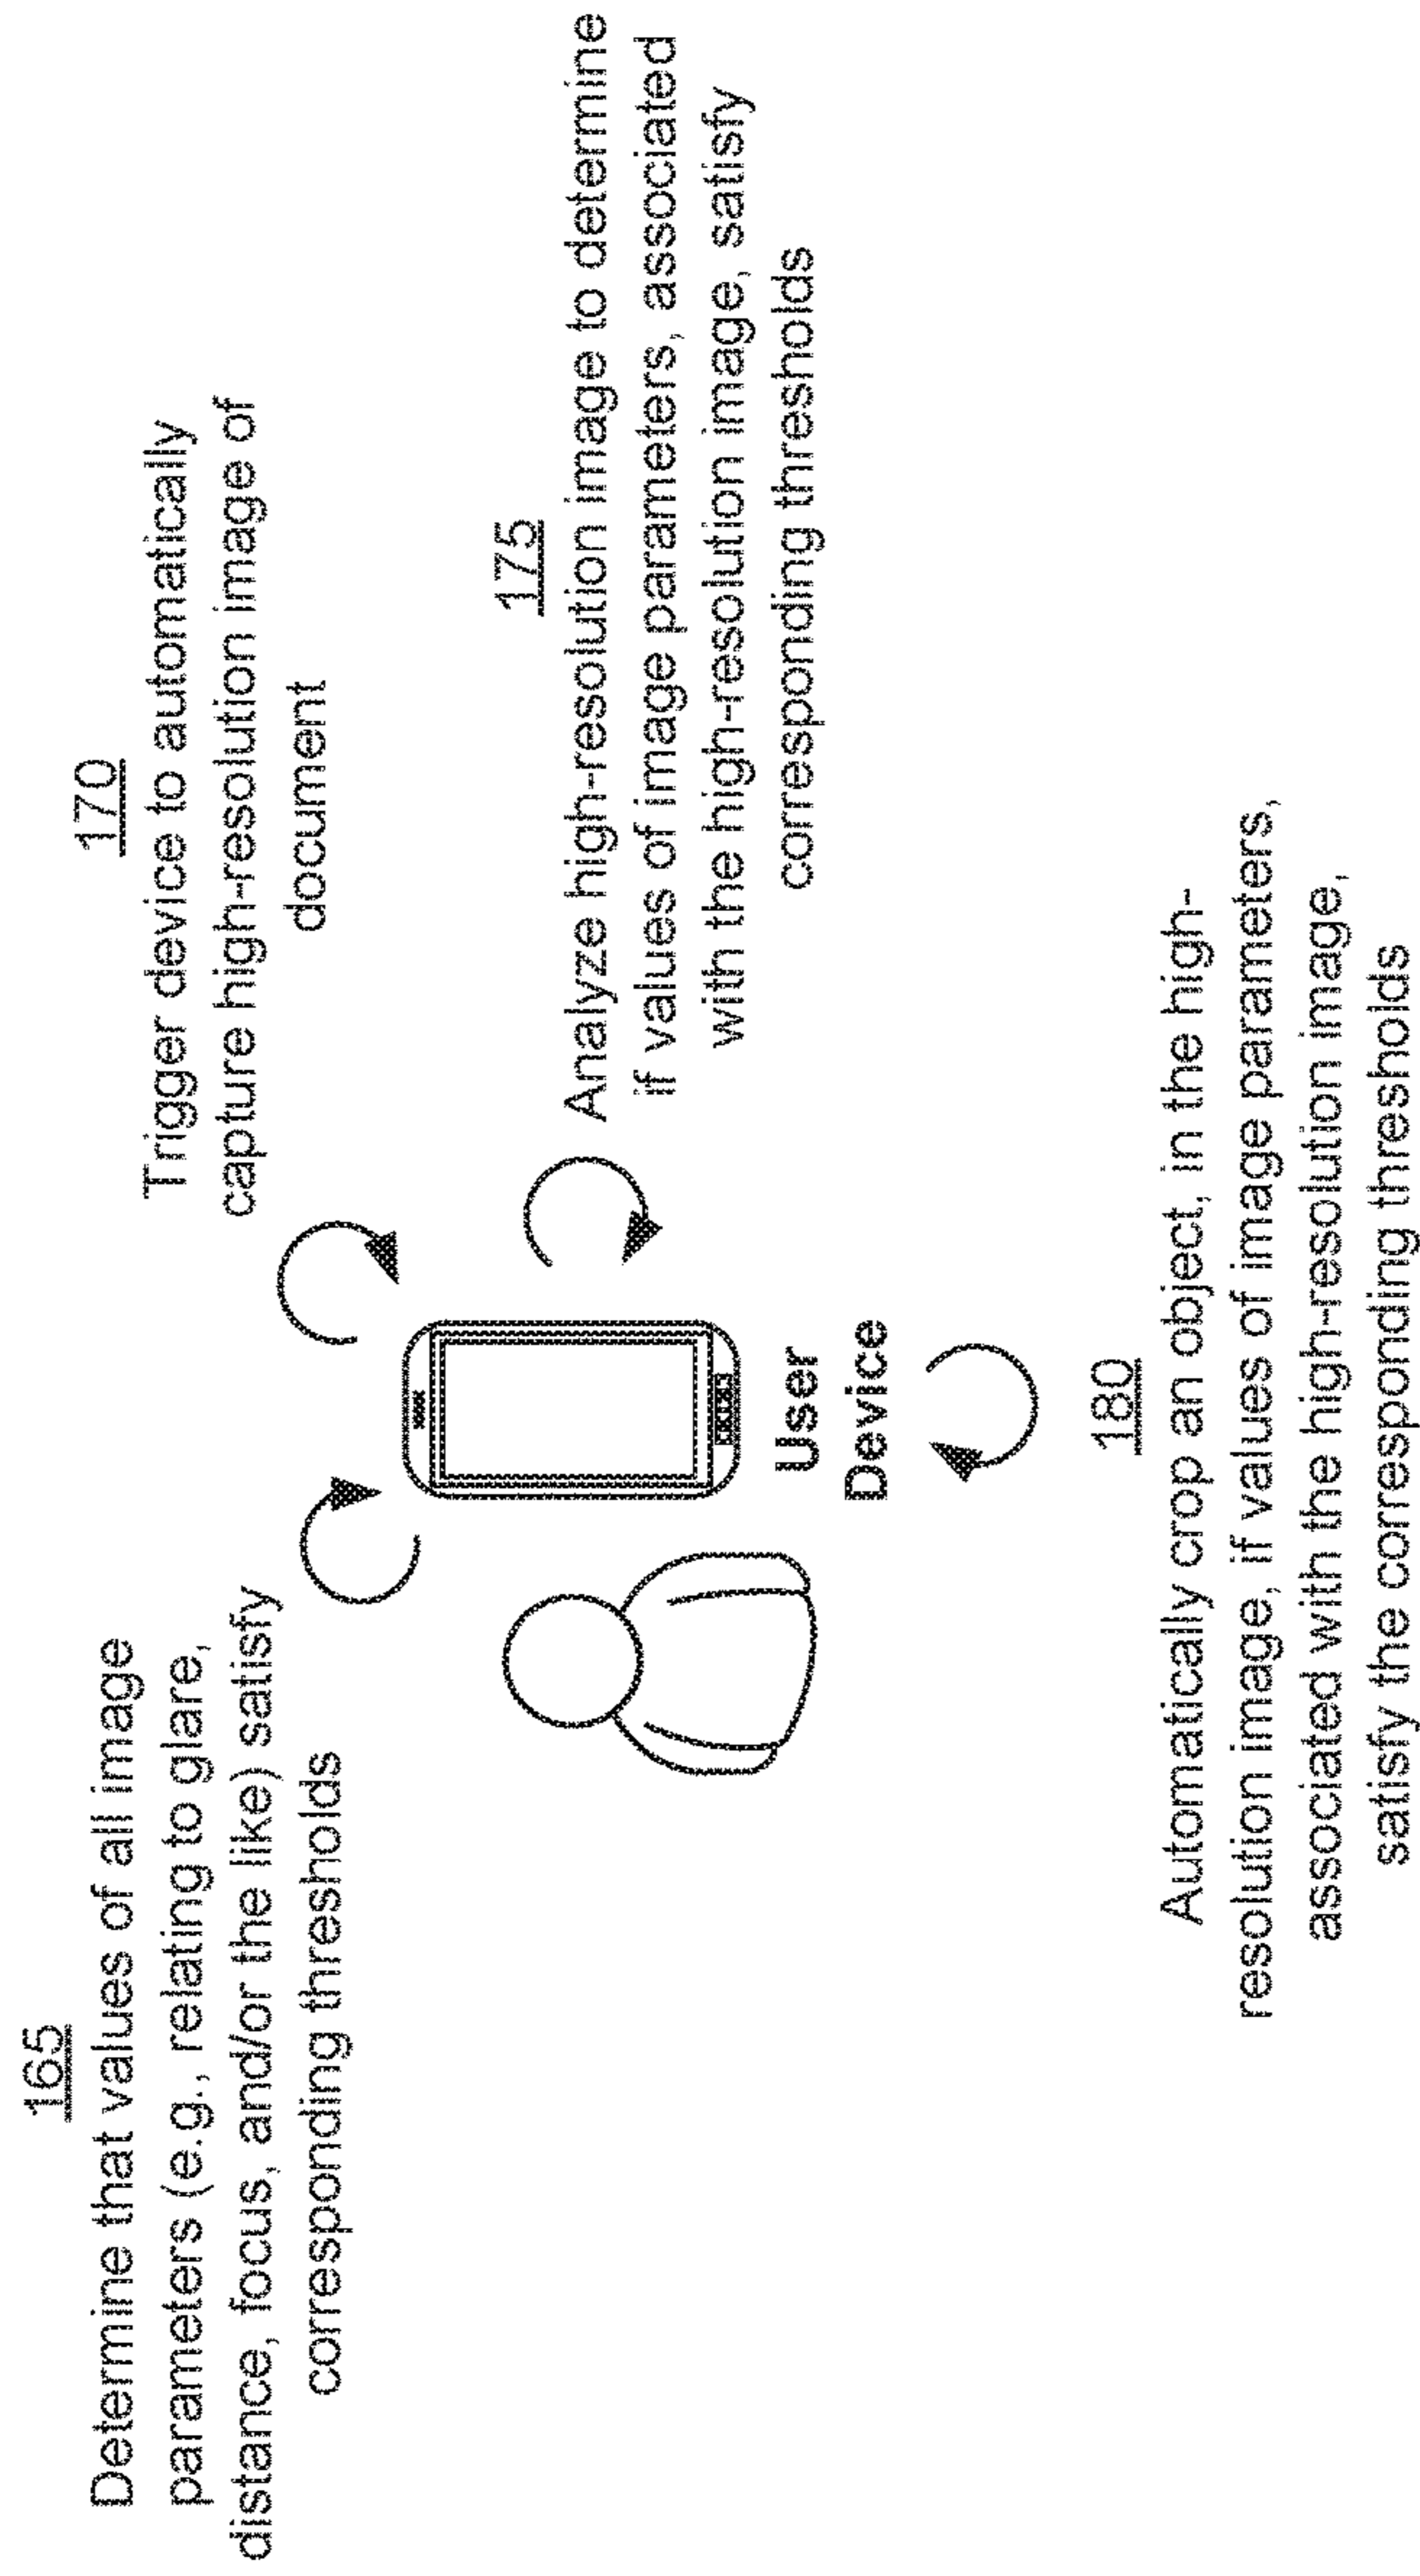 165
Determine that values of all image
parameters (e.g., relating to glare,
distance, focus, and/or the like) satisfy
corresponding thresholds
170
Trigger device to automatically
capture high-resolution image of
document
175
Analyze high-resolution image to determine
if values of image parameters, associated
with the high-resolution image, satisfy
corresponding thresholds
User
Device
180
Automatically crop an object, in the high-
resolution image, if values of image parameters,
associated with the high-resolution image,
satisfy the corresponding thresholds